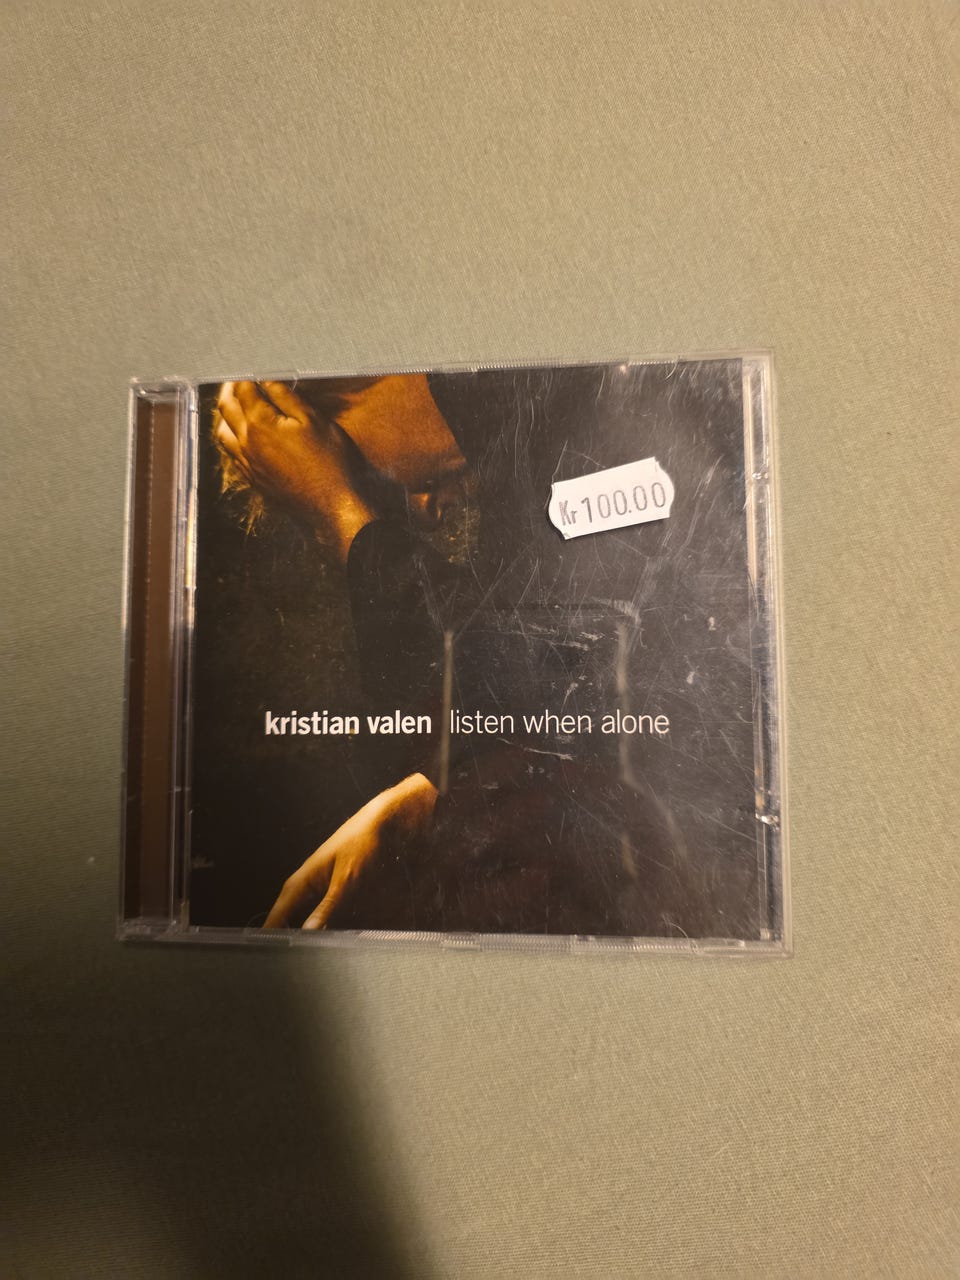 Kr 100.00
kristian valen listen when alone